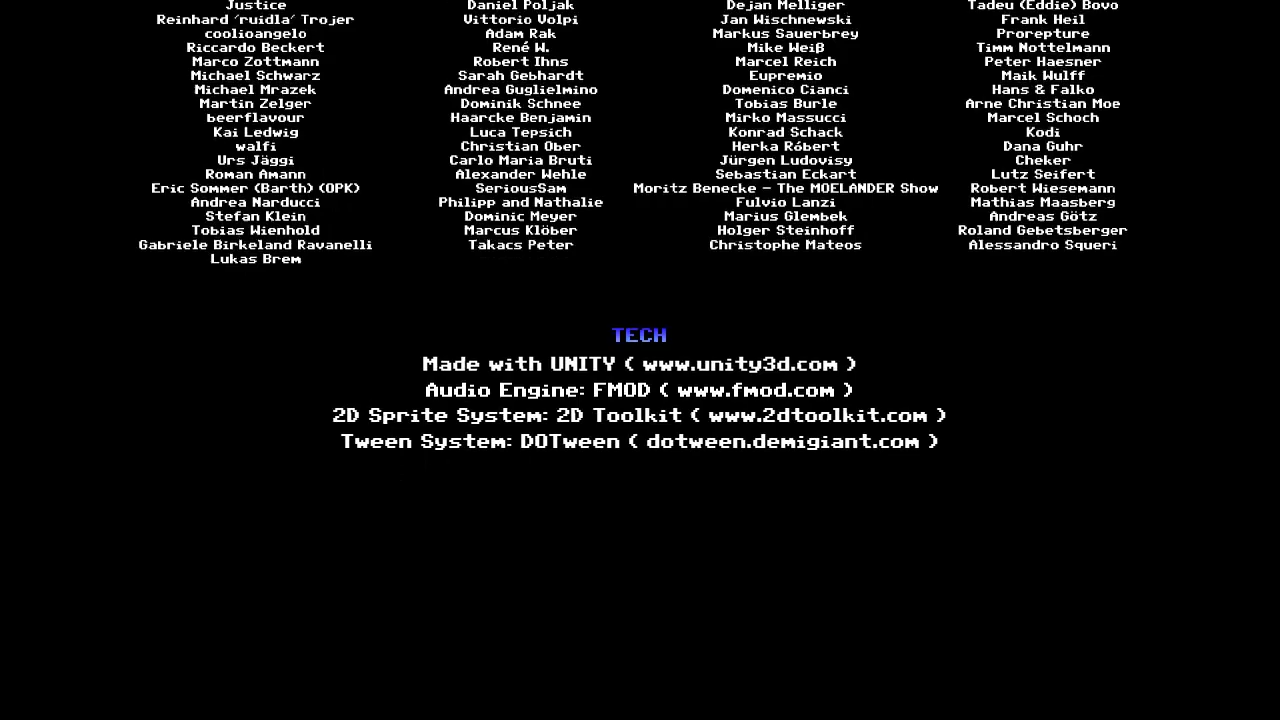 Justice Daniel Poljak Dejan Melliger Tadeu (Eddie) Bovo
Reinhard 'ruidla' Trojer Vittorio Volpi Jan Wischnewski Frank Heil
coolioangelo Adam Rak Markus Sauerbrey Prorepture
Riccardo Beckert René W. Mike Weiß Timm Nottelmann
Marco Zottmann Robert Ihns Marcel Reich Peter Haesner
Michael Schwarz Sarah Gebhardt Eupremio Maik Wulff
Michael Mrazek Andrea Guglielmino Domenico Cianci Hans & Falko
Martin Zelger Dominik Schnee Tobias Burle Arne Christian Moe
beerflavour Haarcke Benjamin Mirko Massucci Marcel Schoch
Kai Ledwig Luca Tepsich Konrad Schack Kodi
walfi Christian Ober Herka Róbert Dana Guhr
Urs Jäggi Carlo Maria Bruti Jürgen Ludovisy Cheker
Roman Amann Alexander Wehle Sebastian Eckart Lutz Seifert
Eric Sommer (Barth) (OPK) SeriousSam Moritz Benecke - The MOELANDER Show Robert Wiesemann
Andrea Narducci Philipp and Nathalie Fulvio Lanzi Mathias Maasberg
Stefan Klein Dominic Meyer Marius Glembek Andreas Götz
Tobias Wienhold Marcus Klöber Holger Steinhoff Roland Gebetsberger
Gabriele Birkeland Ravanelli Takacs Peter Christophe Mateos Alessandro Squeri
Lukas Brem
TECH
Made with UNITY ( www.unity3d.com )
Audio Engine: FMOD ( www.fmod.com )
2D Sprite System: 2D Toolkit ( www.2dtoolkit.com )
Tween System: DOTween ( dotween.demigiant.com )